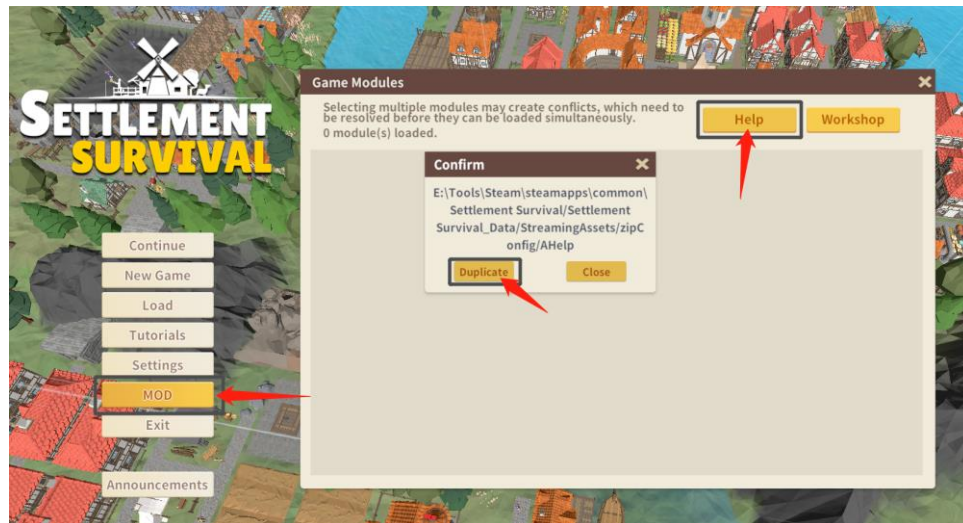 SETTLEMENT
SURVIVAL
Continue
New Game
Load
Tutorials
Settings
MOD
Exit
Announcements
Game Modules
Selecting multiple modules may create conflicts, which need to
be resolved before they can be loaded simultaneously.
0 module(s) loaded.
Help
Workshop
Confirm
E:\Tools\Steam\steamapps\common\
Settlement Survival/Settlement
Survival_Data/StreamingAssets/zipC
onfig/AHelp
Duplicate
Close